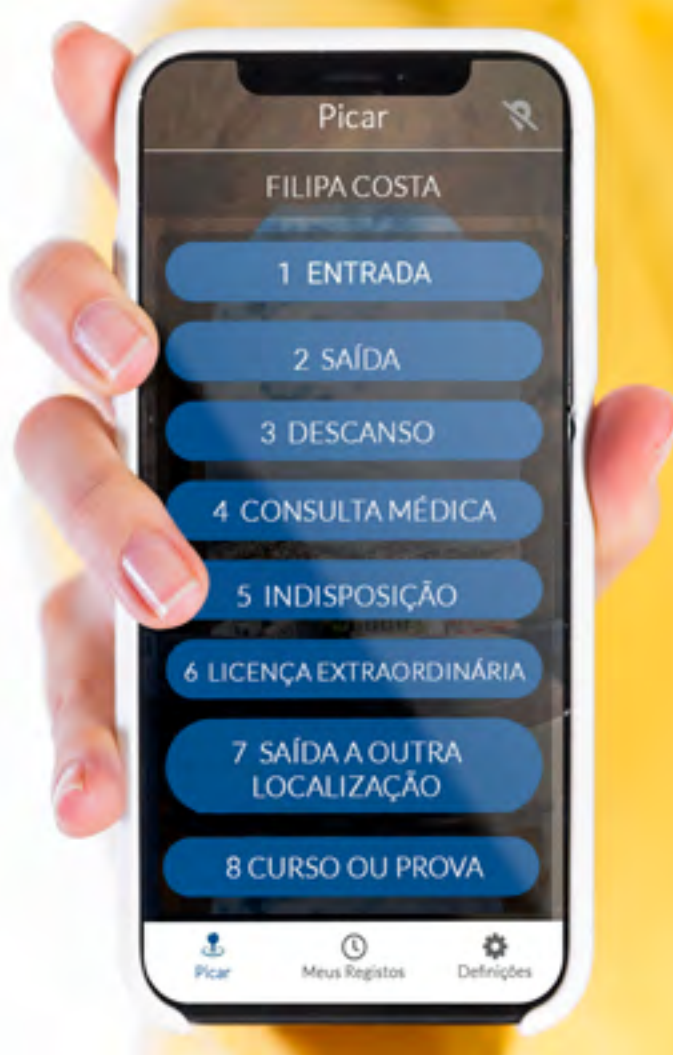 Picar
FILIPA COSTA
1 ENTRADA
2 SAÍDA
3 DESCANSO
4 CONSULTA MÉDICA
5 INDISPOSIÇÃO
6 LICENÇA EXTRAORDINÁRIA
7 SAÍDA A OUTRA
LOCALIZAÇÃO
8 CURSO OU PROVA
Picar Meus Registos Definições